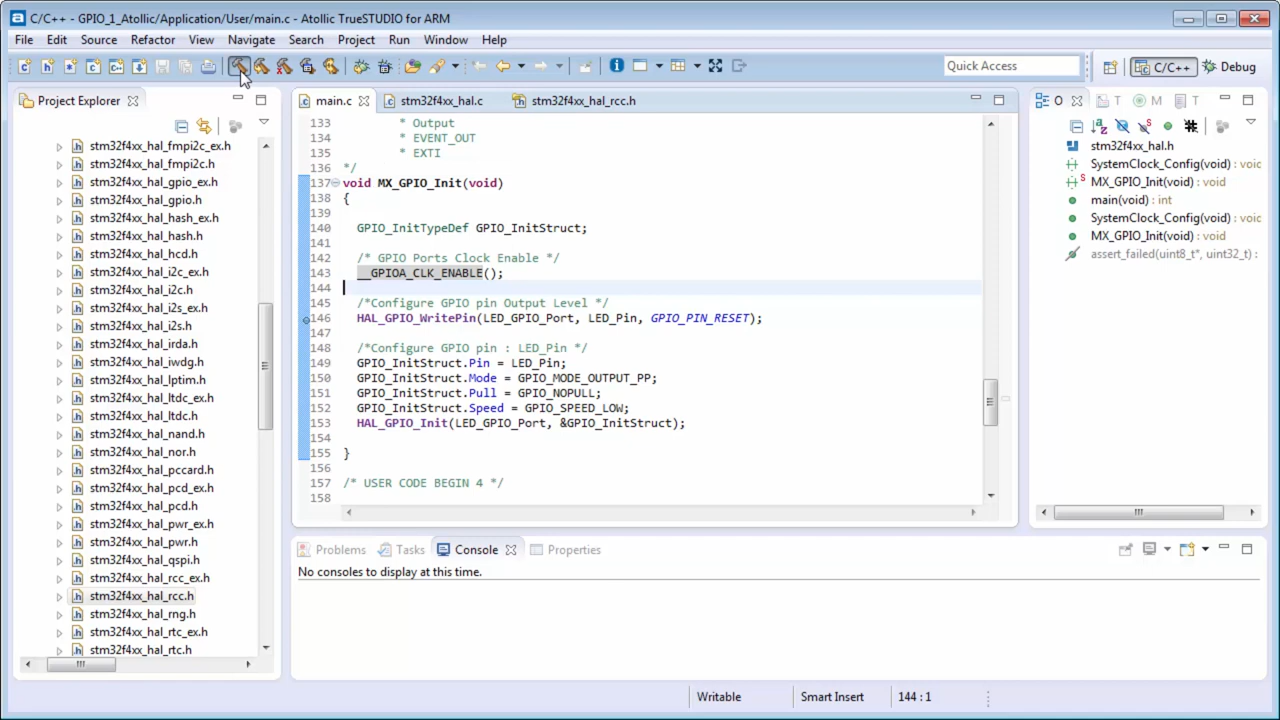 C/C++ - GPIO_1_Atollic/Application/User/main.c - Atollic TrueSTUDIO for ARM
File Edit Source Refactor View Navigate Search Project Run Window Help
Quick Access
C/C++
Debug
Project Explorer
stm32f4xx_hal_fmpi2c_ex.h
stm32f4xx_hal_fmpi2c.h
stm32f4xx_hal_gpio_ex.h
stm32f4xx_hal_gpio.h
stm32f4xx_hal_hash_ex.h
stm32f4xx_hal_hash.h
stm32f4xx_hal_hcd.h
stm32f4xx_hal_i2c_ex.h
stm32f4xx_hal_i2c.h
stm32f4xx_hal_i2s_ex.h
stm32f4xx_hal_i2s.h
stm32f4xx_hal_irda.h
stm32f4xx_hal_iwdg.h
stm32f4xx_hal_lptim.h
stm32f4xx_hal_ltdc_ex.h
stm32f4xx_hal_ltdc.h
stm32f4xx_hal_nand.h
stm32f4xx_hal_nor.h
stm32f4xx_hal_pccard.h
stm32f4xx_hal_pcd_ex.h
stm32f4xx_hal_pcd.h
stm32f4xx_hal_pwr_ex.h
stm32f4xx_hal_pwr.h
stm32f4xx_hal_qspi.h
stm32f4xx_hal_rcc_ex.h
stm32f4xx_hal_rcc.h
stm32f4xx_hal_rng.h
stm32f4xx_hal_rtc_ex.h
stm32f4xx_hal_rtc.h
main.c stm32f4xx_hal.c stm32f4xx_hal_rcc.h
133 * Output
134 * EVENT_OUT
135 * EXTI
136 */
137 void MX_GPIO_Init(void)
138 {
139
140 GPIO_InitTypeDef GPIO_InitStruct;
141
142 /* GPIO Ports Clock Enable */
143 __GPIOA_CLK_ENABLE();
144
145 /*Configure GPIO pin Output Level */
146 HAL_GPIO_WritePin(LED_GPIO_Port, LED_Pin, GPIO_PIN_RESET);
147
148 /*Configure GPIO pin : LED_Pin */
149 GPIO_InitStruct.Pin = LED_Pin;
150 GPIO_InitStruct.Mode = GPIO_MODE_OUTPUT_PP;
151 GPIO_InitStruct.Pull = GPIO_NOPULL;
152 GPIO_InitStruct.Speed = GPIO_SPEED_LOW;
153 HAL_GPIO_Init(LED_GPIO_Port, &GPIO_InitStruct);
154
155 }
156
157 /* USER CODE BEGIN 4 */
158
O T M T
stm32f4xx_hal.h
SystemClock_Config(void) : voic
MX_GPIO_Init(void) : void
main(void) : int
SystemClock_Config(void) : voic
MX_GPIO_Init(void) : void
assert_failed(uint8_t*, uint32_t) :
Problems Tasks Console Properties
No consoles to display at this time.
Writable Smart Insert 144 : 1